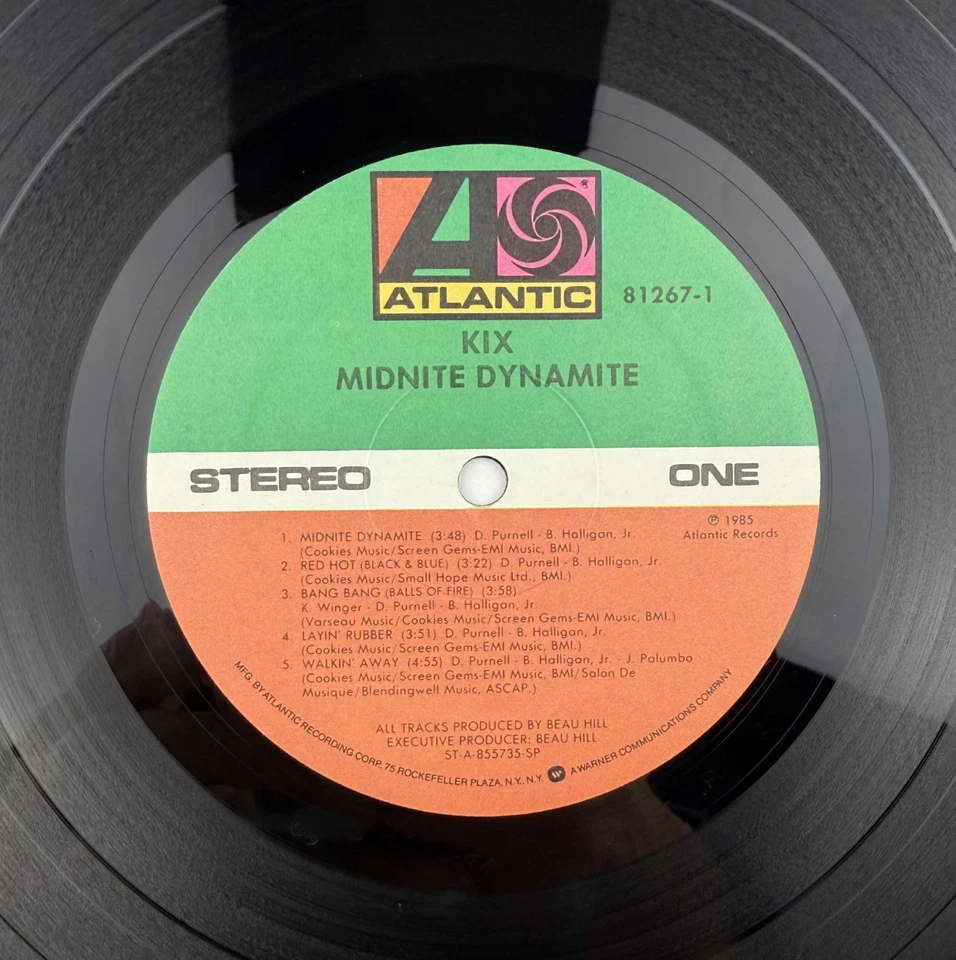 ATLANTIC
81267-1
KIX
MIDNITE DYNAMITE
STEREO
ONE
℗ 1985
Atlantic Records
1. MIDNITE DYNAMITE (3:48) D. Purnell - B. Halligan, Jr.
(Cookies Music/Screen Gems-EMI Music, BMI.)
2. RED HOT (BLACK & BLUE) (3:22) D. Purnell - B. Halligan, Jr.
(Cookies Music/Small Hope Music Ltd., BMI.)
3. BANG BANG (BALLS OF FIRE) (3:58)
K. Winger - D. Purnell - B. Halligan, Jr.
(Varseau Music/Cookies Music/Screen Gems-EMI Music, BMI.)
4. LAYIN' RUBBER (3:51) D. Purnell - B. Halligan, Jr.
(Cookies Music/Screen Gems-EMI Music, BMI.)
5. WALKIN' AWAY (4:55) D. Purnell - B. Halligan, Jr. - J. Palumbo
(Cookies Music/Screen Gems-EMI Music, BMI/Salon De
Musique/Blendingwell Music, ASCAP.)
ALL TRACKS PRODUCED BY BEAU HILL
EXECUTIVE PRODUCER: BEAU HILL
ST-A-855735-SP
MFG. BY ATLANTIC RECORDING CORP., 75 ROCKEFELLER PLAZA, N.Y., N.Y. A WARNER COMMUNICATIONS COMPANY